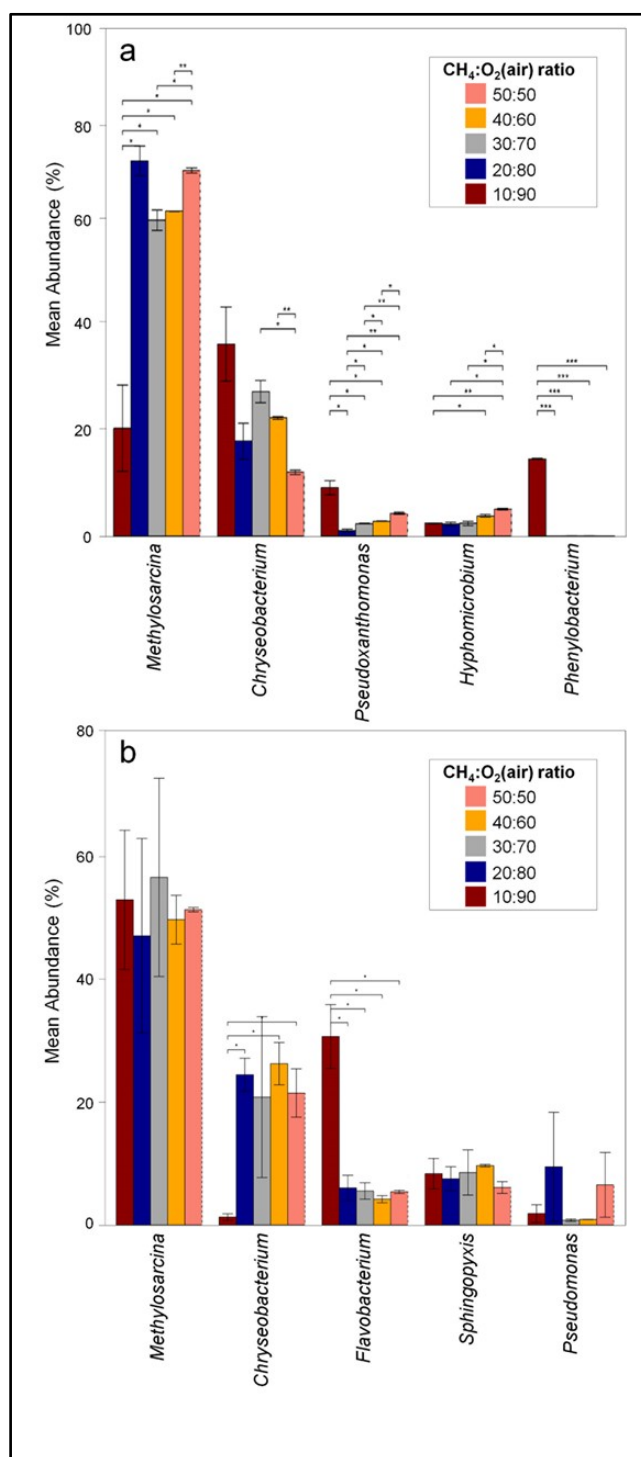 a
100
80
60
40
20
0
Mean Abundance (%)
CH₄:O₂(air) ratio
50:50
40:60
30:70
20:80
10:90
Methylosarcina
Chryseobacterium
Pseudoxanthomonas
Hyphomicrobium
Phenylobacterium
b
80
60
40
20
0
Mean Abundance (%)
CH₄:O₂(air) ratio
50:50
40:60
30:70
20:80
10:90
Methylosarcina
Chryseobacterium
Flavobacterium
Sphingopyxis
Pseudomonas